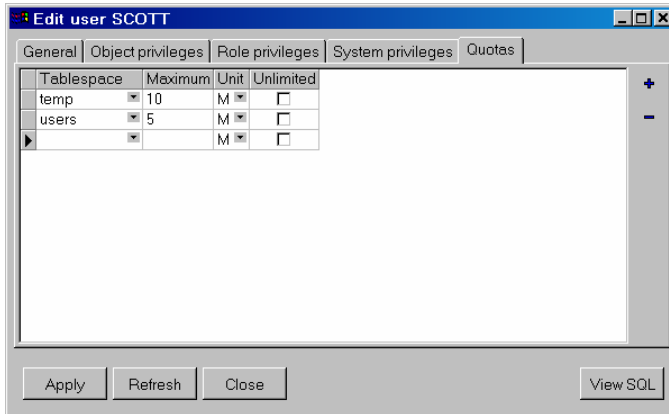 Edit user SCOTT
General Object privileges Role privileges System privileges Quotas
Tablespace Maximum Unit Unlimited
temp 10 M
users 5 M
M
Apply Refresh Close View SQL